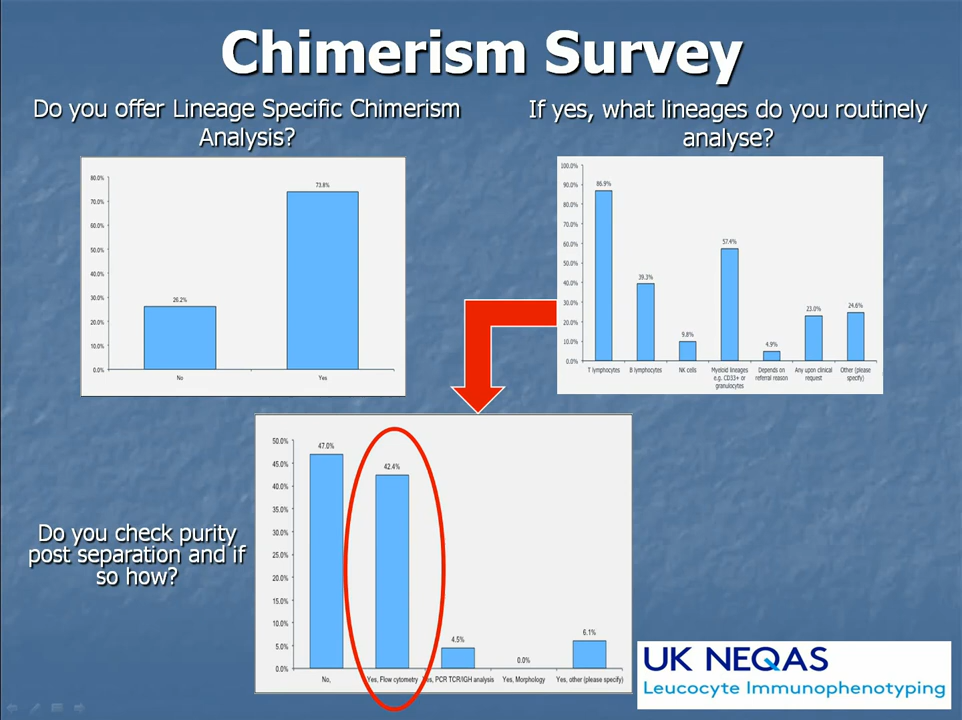 Chimerism Survey
Do you offer Lineage Specific Chimerism
Analysis?
If yes, what lineages do you routinely
analyse?
80.0%
70.0%
60.0%
50.0%
40.0%
30.0%
20.0%
10.0%
0.0%
26.2%
73.8%
No
Yes
100.0%
90.0%
80.0%
70.0%
60.0%
50.0%
40.0%
30.0%
20.0%
10.0%
0.0%
86.9%
39.3%
9.8%
57.4%
4.9%
23.0%
24.6%
T lymphocytes
B lymphocytes
NK cells
Myeloid lineages
e.g. CD33+ or
granulocytes
Depends on
referral reason
Any upon clinical
request
Other (please
specify)
Do you check purity
post separation and if
so how?
50.0%
45.0%
40.0%
35.0%
30.0%
25.0%
20.0%
15.0%
10.0%
5.0%
0.0%
47.0%
42.4%
4.5%
0.0%
6.1%
No,
Yes, Flow cytometry
Yes, PCR TCR/IGH analysis
Yes, Morphology
Yes, other (please specify)
UK NEQAS
Leucocyte Immunophenotyping